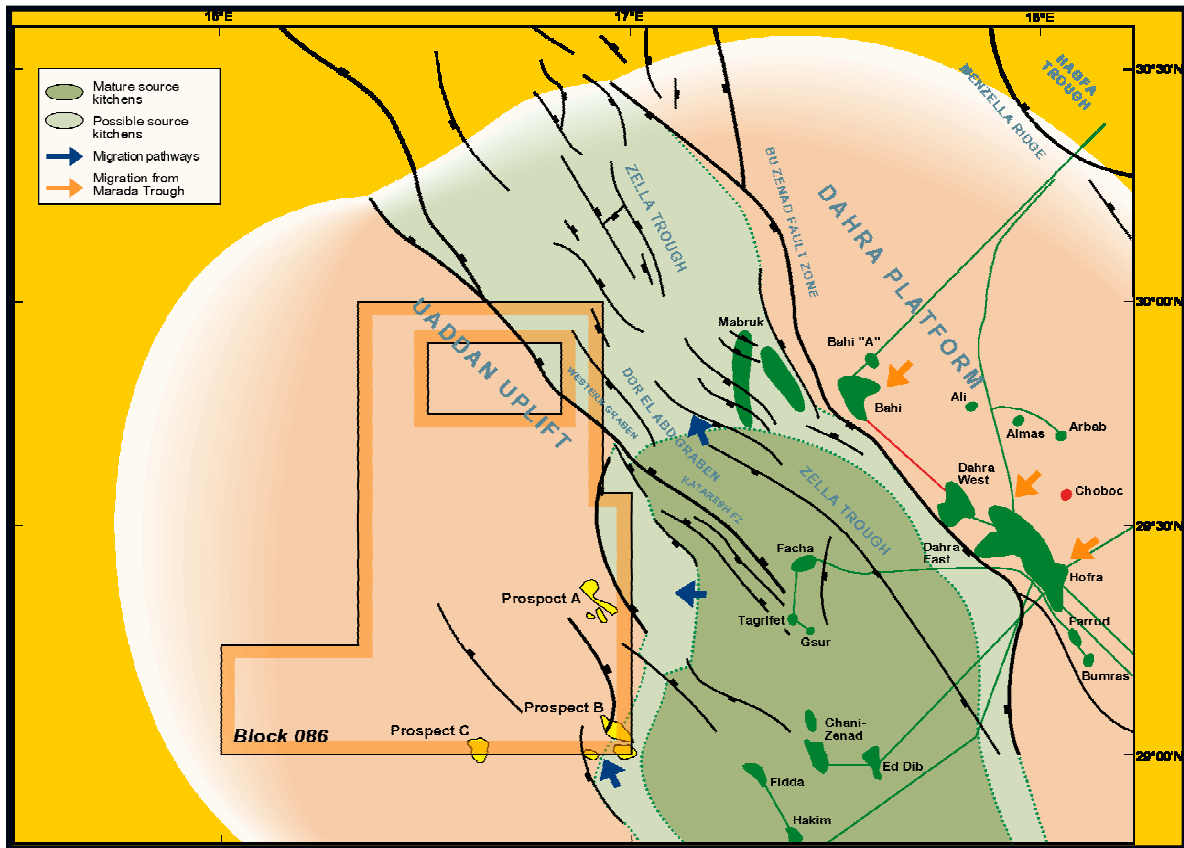 16°E
17°E
18°E
30°30'N
30°00'N
29°30'N
29°00'N
Mature source
kitchens
Possible source
kitchens
Migration pathways
Migration from
Marada Trough
HAGFA
TROUGH
RIDGE
ZELLA TROUGH
BU ZENAD FAULT ZONE
DAHRA PLATFORM
UADDAN UPLIFT
WESTERN GRABEN
DOR EL ABD GRABEN
KATARESH FZ
ZELLA TROUGH
Mabruk
Bahi "A"
Bahi
Ali
Almas
Arbab
Dahra
West
Choboc
Dahra
East
Hofra
Farrud
Bumras
Facha
Tagrifet
Gsur
Prospect A
Prospect B
Prospect C
Block 086
Ghani-
Zenad
Ed Dib
Fidda
Hakim